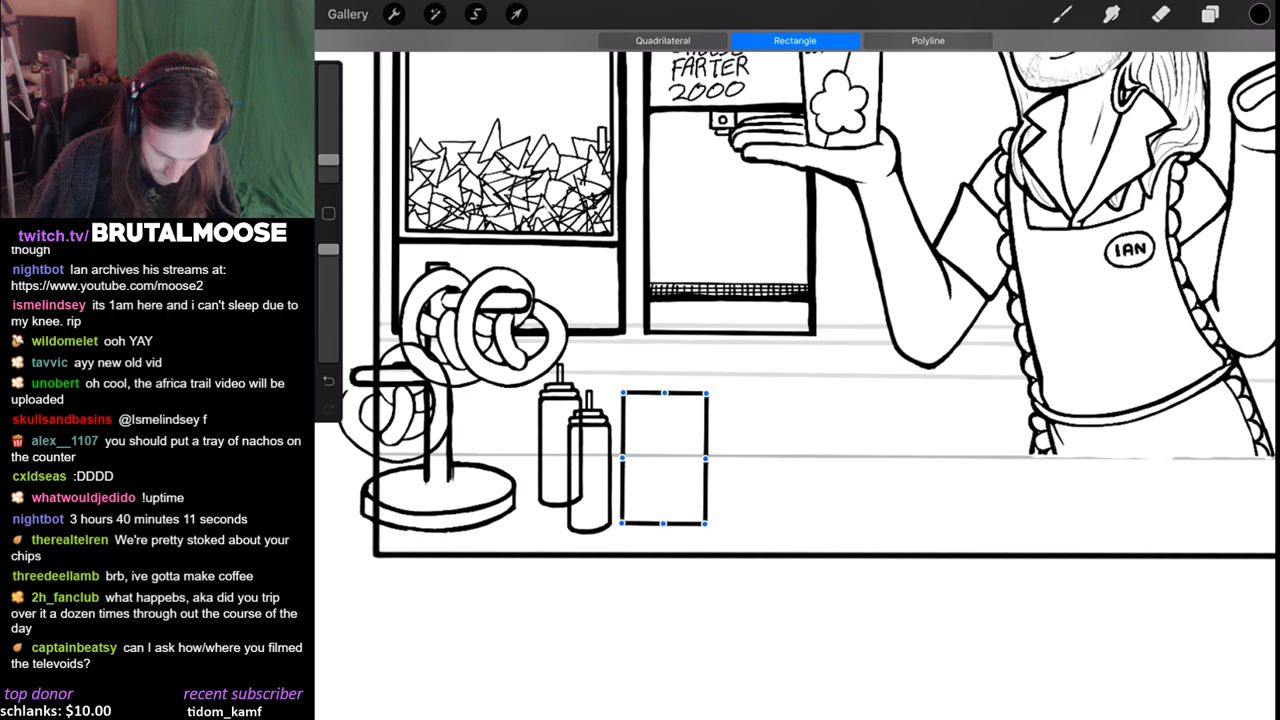 Gallery
Quadrilateral
Rectangle
Polyline
FARTER
2000
IAN
twitch.tv/BRUTALMOOSE
though
nightbot Ian archives his streams at:
https://www.youtube.com/moose2
ismelindsey its 1am here and i can't sleep due to
my knee. rip
wildomelet ooh YAY
tavvic ayy new old vid
unobert oh cool, the africa trail video will be
uploaded
skullsandbasins @Ismelindsey f
alex__1107 you should put a tray of nachos on
the counter
cxldseas :DDDD
whatwouldjedido !uptime
nightbot 3 hours 40 minutes 11 seconds
therealtelren We're pretty stoked about your
chips
threedeellamb brb, ive gotta make coffee
2h_fanclub what happebs, aka did you trip
over it a dozen times through out the course of the
day
captainbeatsy can I ask how/where you filmed
the televoids?
top donor
schlanks: $10.00
recent subscriber
tidom_kamf